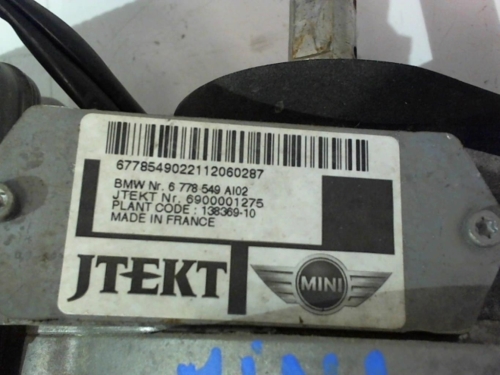 6778549022112060287
BMW Nr. 6 778 549 AI02
JTEKT Nr. 6900001275
PLANT CODE : 138369-10
MADE IN FRANCE
JTEKT
MINI
MINI